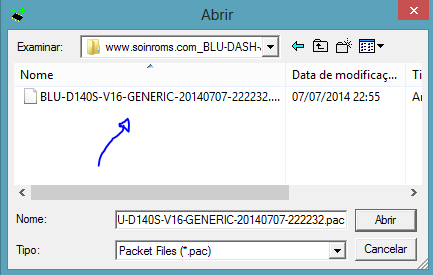 Abrir
Examinar: www.soinroms.com_BLU-DASH-
Nome Data de modificaç... Ti
BLU-D140S-V16-GENERIC-20140707-222232.... 07/07/2014 22:55 Ar
Nome: U-D140S-V16-GENERIC-20140707-222232.pac Abrir
Tipo: Packet Files (*.pac) Cancelar